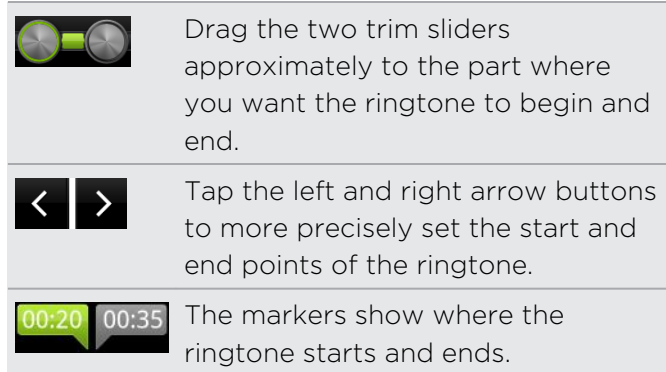 Drag the two trim sliders
approximately to the part where
you want the ringtone to begin and
end.
Tap the left and right arrow buttons
to more precisely set the start and
end points of the ringtone.
00:20 00:35
The markers show where the
ringtone starts and ends.